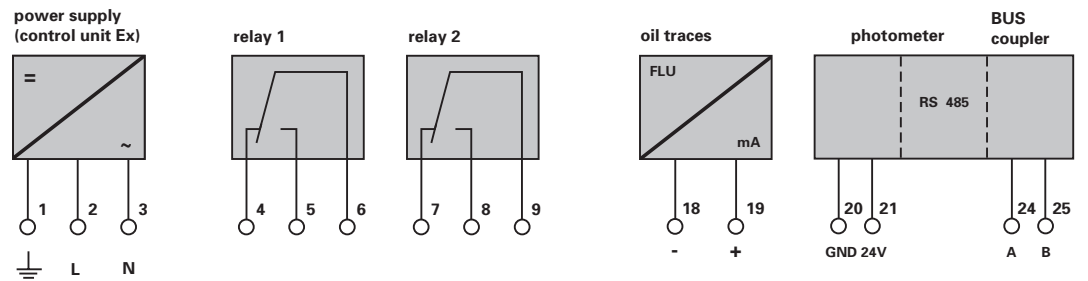 power supply
(control unit Ex)
relay 1
relay 2
oil traces
photometer
BUS
coupler
=
~
FLU
mA
RS 485
1
2
3
4
5
6
7
8
9
18
19
20
21
24
25
L
N
-
+
GND 24V
A
B